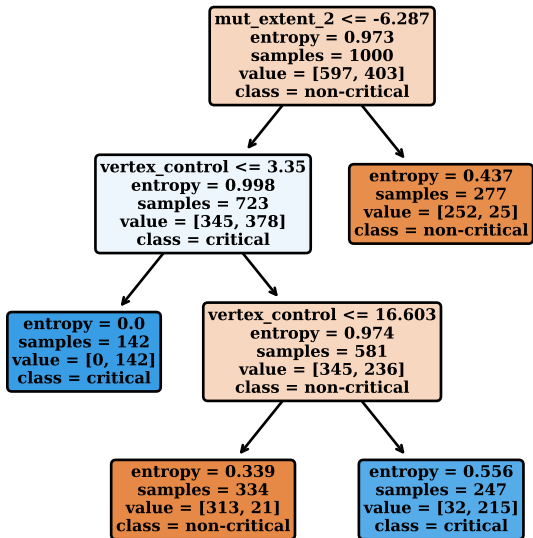 mut_extent_2 <= -6.287
entropy = 0.973
samples = 1000
value = [597, 403]
class = non-critical
vertex_control <= 3.35
entropy = 0.998
samples = 723
value = [345, 378]
class = critical
entropy = 0.437
samples = 277
value = [252, 25]
class = non-critical
entropy = 0.0
samples = 142
value = [0, 142]
class = critical
vertex_control <= 16.603
entropy = 0.974
samples = 581
value = [345, 236]
class = non-critical
entropy = 0.339
samples = 334
value = [313, 21]
class = non-critical
entropy = 0.556
samples = 247
value = [32, 215]
class = critical